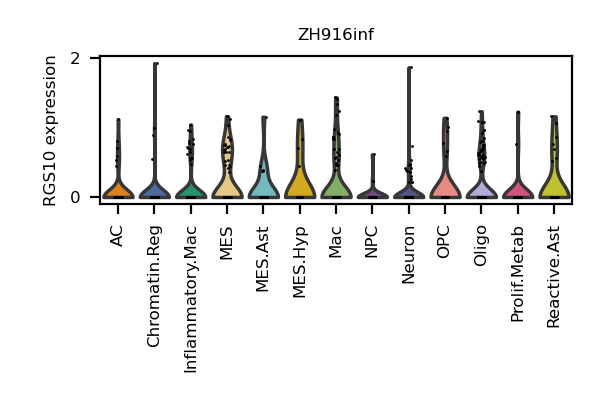 ZH916inf
RGS10 expression
2
0
AC
Chromatin.Reg
Inflammatory.Mac
MES
MES.Ast
MES.Hyp
Mac
NPC
Neuron
OPC
Oligo
Prolif.Metab
Reactive.Ast